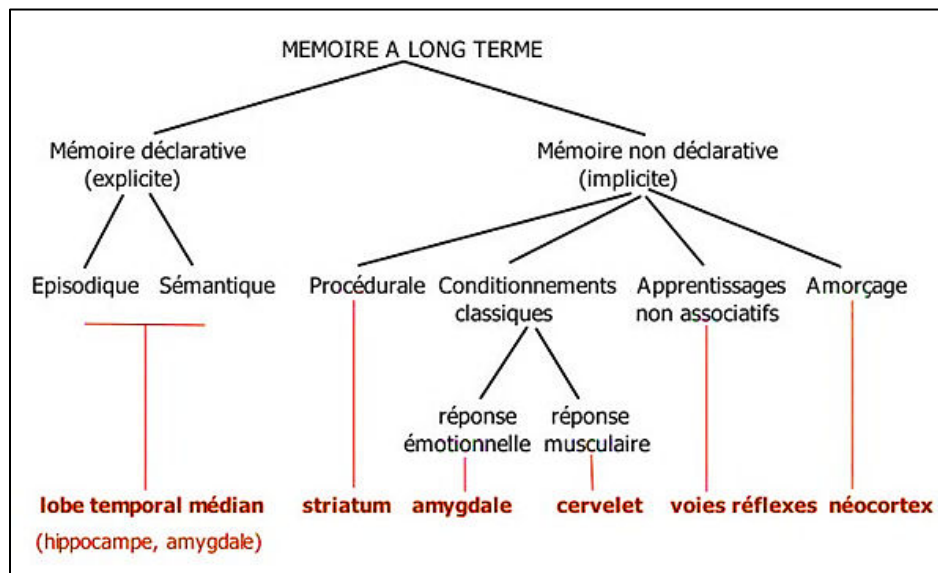 MEMOIRE A LONG TERME
Mémoire déclarative
(explicite)
Mémoire non déclarative
(implicite)
Episodique
Sémantique
Procédurale
Conditionnements
classiques
Apprentissages
non associatifs
Amorçage
réponse
émotionnelle
réponse
musculaire
lobe temporal médian
(hippocampe, amygdale)
striatum
amygdale
cervelet
voies réflexes
néocortex